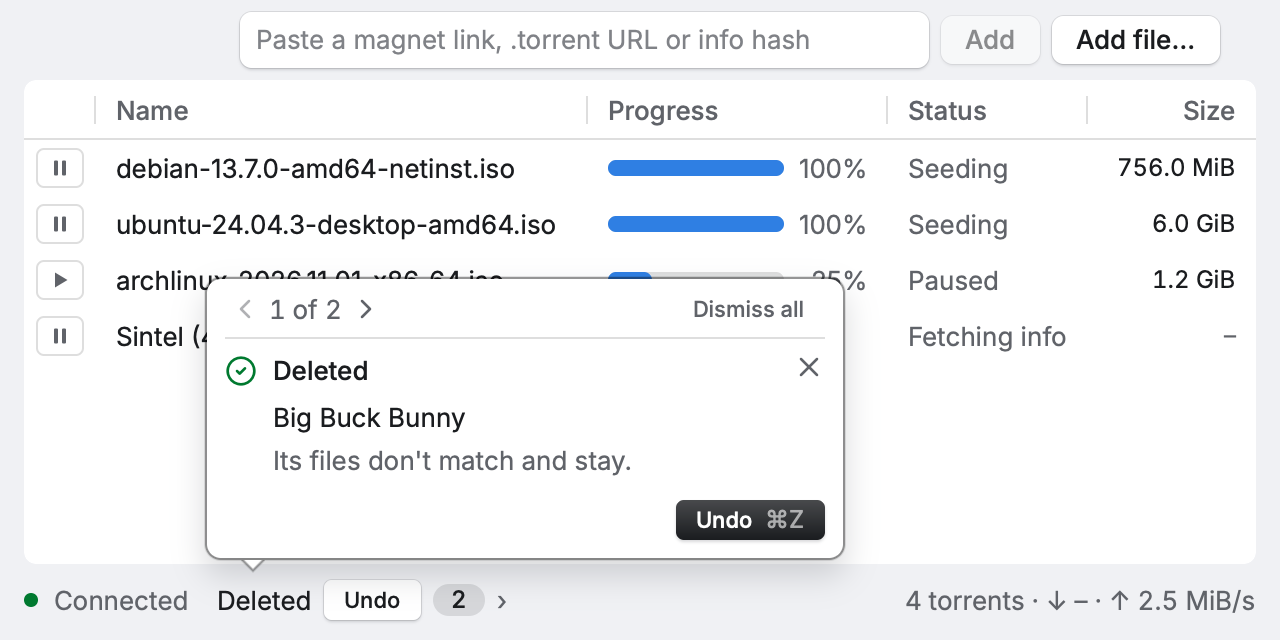 Paste a magnet link, .torrent URL or info hash Add Add file...
Name Progress Status Size
debian-13.7.0-amd64-netinst.iso 100% Seeding 756.0 MiB
ubuntu-24.04.3-desktop-amd64.iso 100% Seeding 6.0 GiB
Paused 1.2 GiB
Sintel Fetching info –
1 of 2 Dismiss all
Deleted
Big Buck Bunny
Its files don't match and stay.
Undo ⌘Z
Connected Deleted Undo 2 › 4 torrents · ↓ – · ↑ 2.5 MiB/s